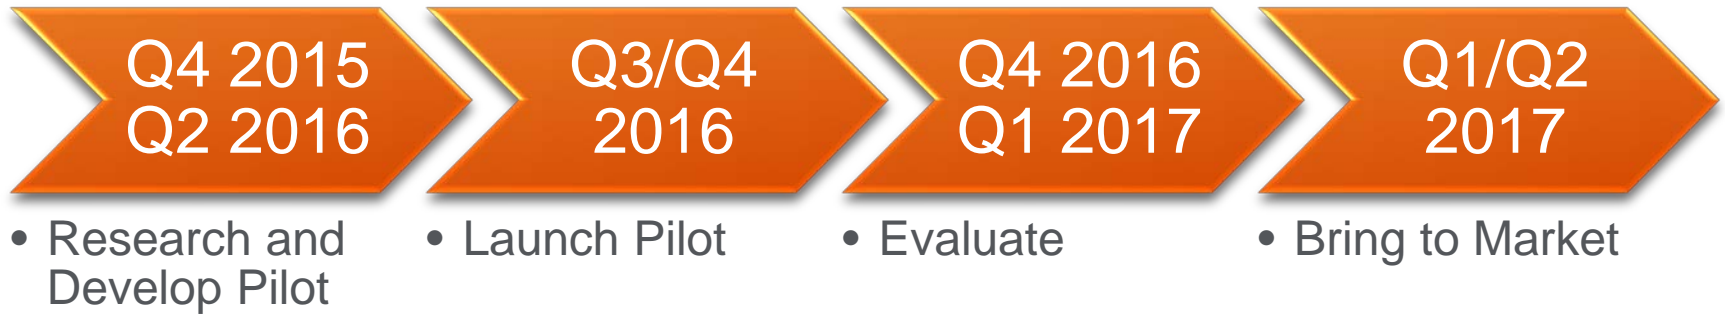 Q4 2015
Q2 2016
Q3/Q4
2016
Q4 2016
Q1 2017
Q1/Q2
2017
• Research and
Develop Pilot
• Launch Pilot
• Evaluate
• Bring to Market